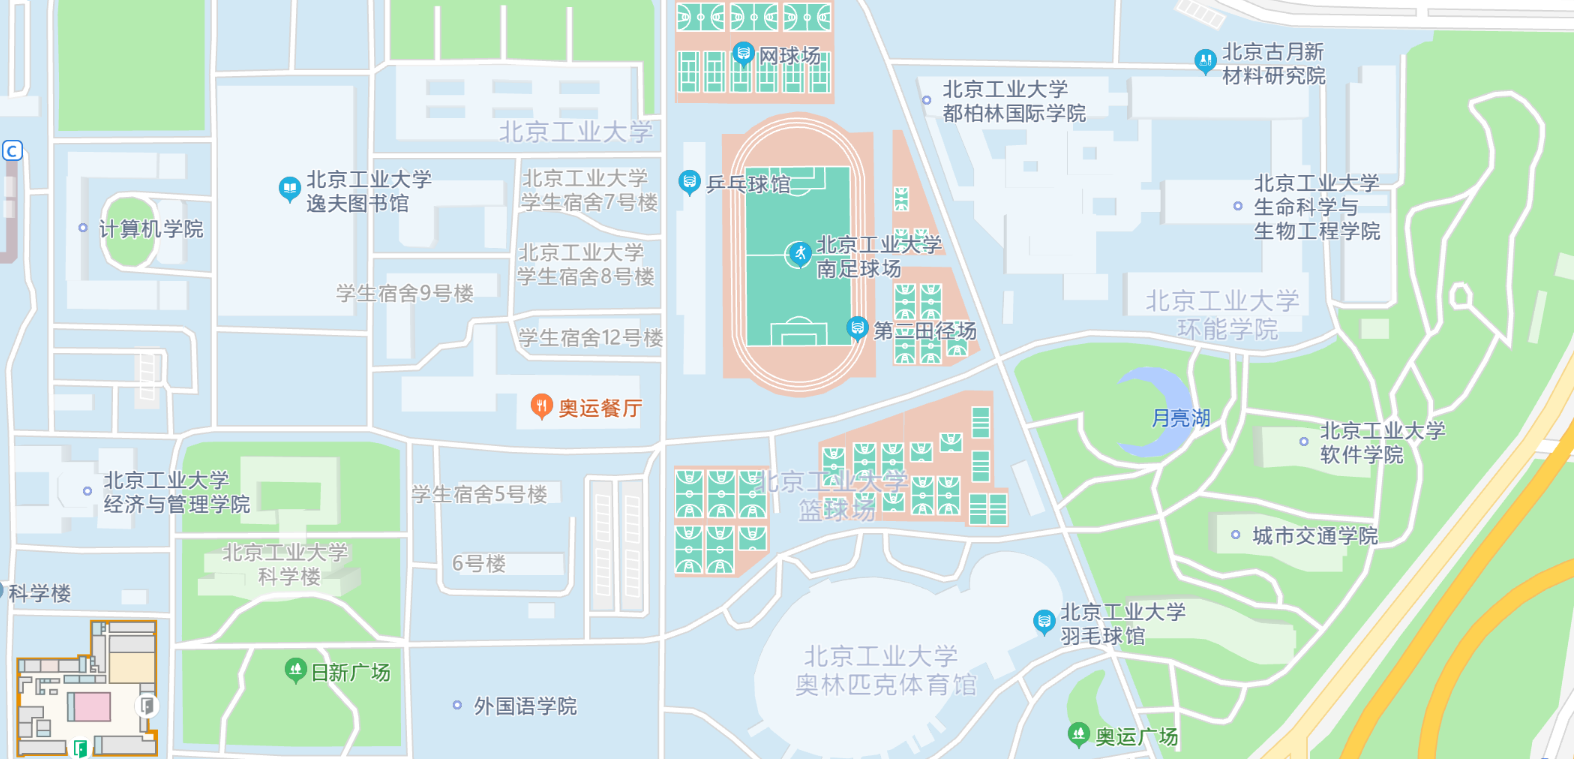 网球场
北京古月新
材料研究院
北京工业大学
都柏林国际学院
北京工业大学
C
北京工业大学
逸夫图书馆
北京工业大学
学生宿舍7号楼
乒乓球馆
北京工业大学
生命科学与
生物工程学院
计算机学院
北京工业大学
学生宿舍8号楼
北京工业大学
南足球场
学生宿舍9号楼
北京工业大学
环能学院
学生宿舍12号楼
第二田径场
奥运餐厅
月亮湖
北京工业大学
软件学院
北京工业大学
经济与管理学院
学生宿舍5号楼
北京工业大学
篮球场
城市交通学院
北京工业大学
科学楼
6号楼
科学楼
北京工业大学
羽毛球馆
日新广场
北京工业大学
奥林匹克体育馆
外国语学院
奥运广场